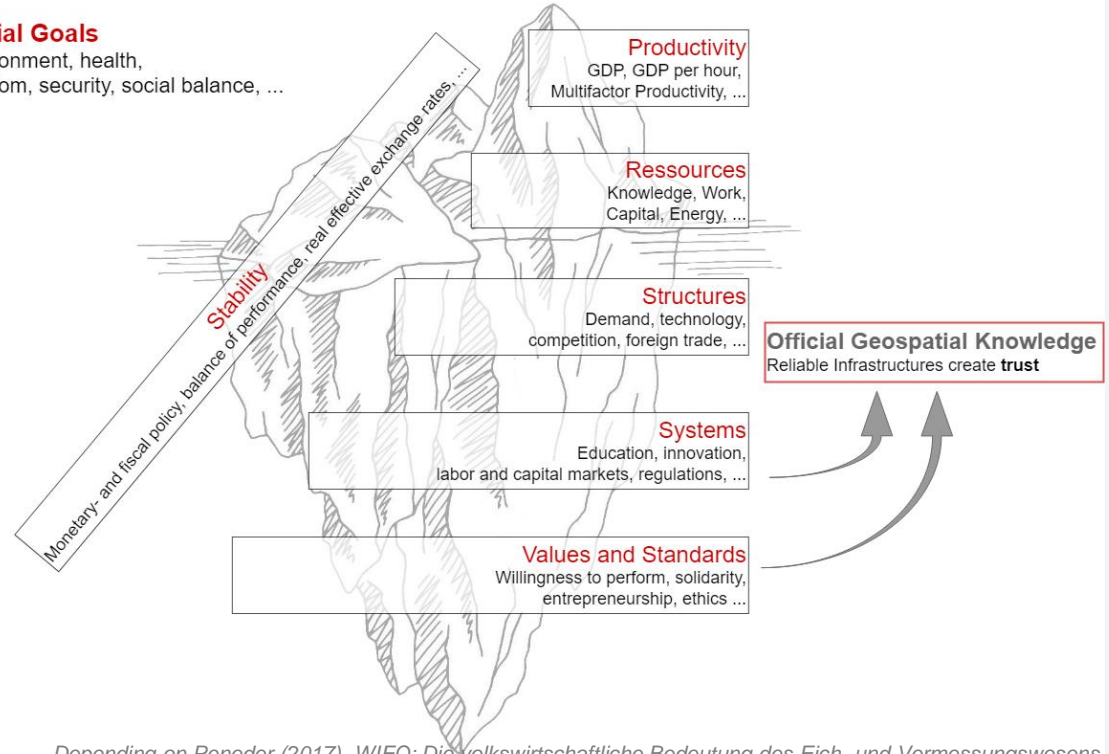 ial Goals
onment, health,
om, security, social balance, ...
Productivity
GDP, GDP per hour,
Multifactor Productivity, ...
Ressources
Knowledge, Work,
Capital, Energy, ...
Stability
Monetary- and fiscal policy, balance of performance, real effective exchange rates, ...
Structures
Demand, technology,
competition, foreign trade, ...
Official Geospatial Knowledge
Reliable Infrastructures create trust
Systems
Education, innovation,
labor and capital markets, regulations, ...
Values and Standards
Willingness to perform, solidarity,
entrepreneurship, ethics ...
Depending on Peneder (2017), WIFO: Die volkswirtschaftliche Bedeutung des Eich- und Vermessungswesens